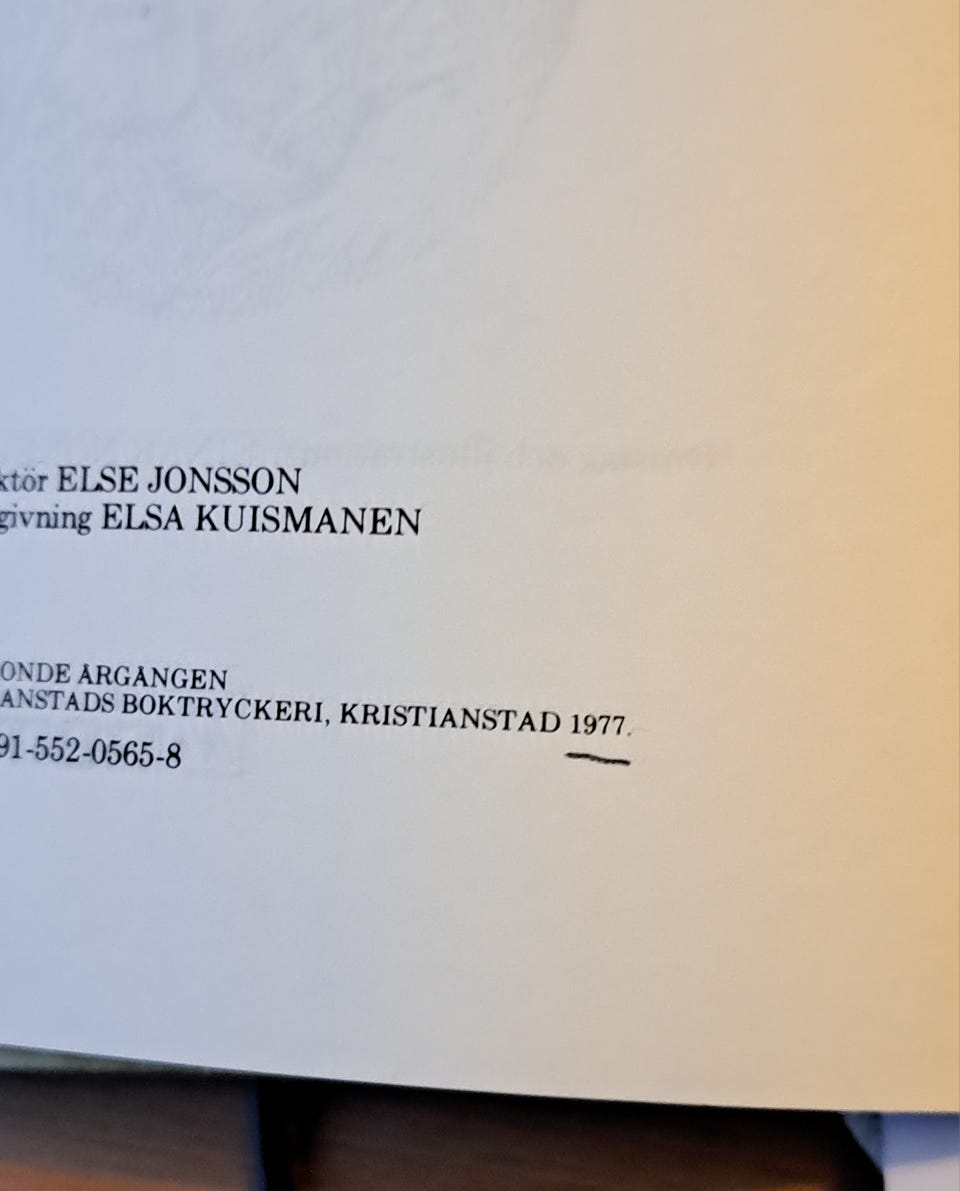 ktör ELSE JONSSON
givning ELSA KUISMANEN
ONDE ÅRGÅNGEN
ANSTADS BOKTRYCKERI, KRISTIANSTAD 1977.
91-552-0565-8